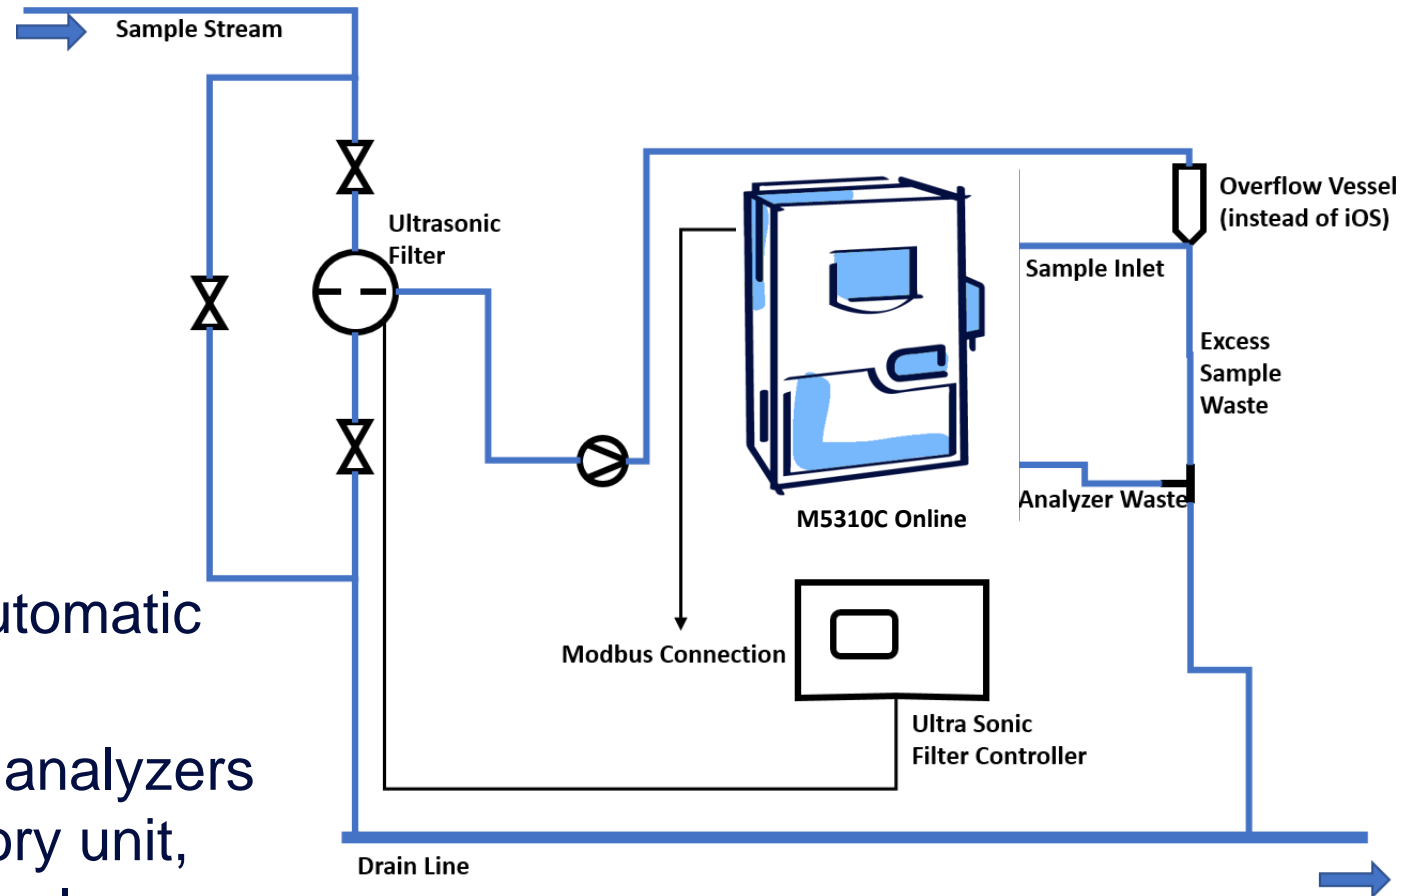 Sample Stream
Ultrasonic
Filter
Overflow Vessel
(instead of iOS)
Sample Inlet
Excess
Sample
Waste
Analyzer Waste
M5310C Online
Modbus Connection
Ultra Sonic
Filter Controller
Drain Line
utomatic
analyzers
ory unit,